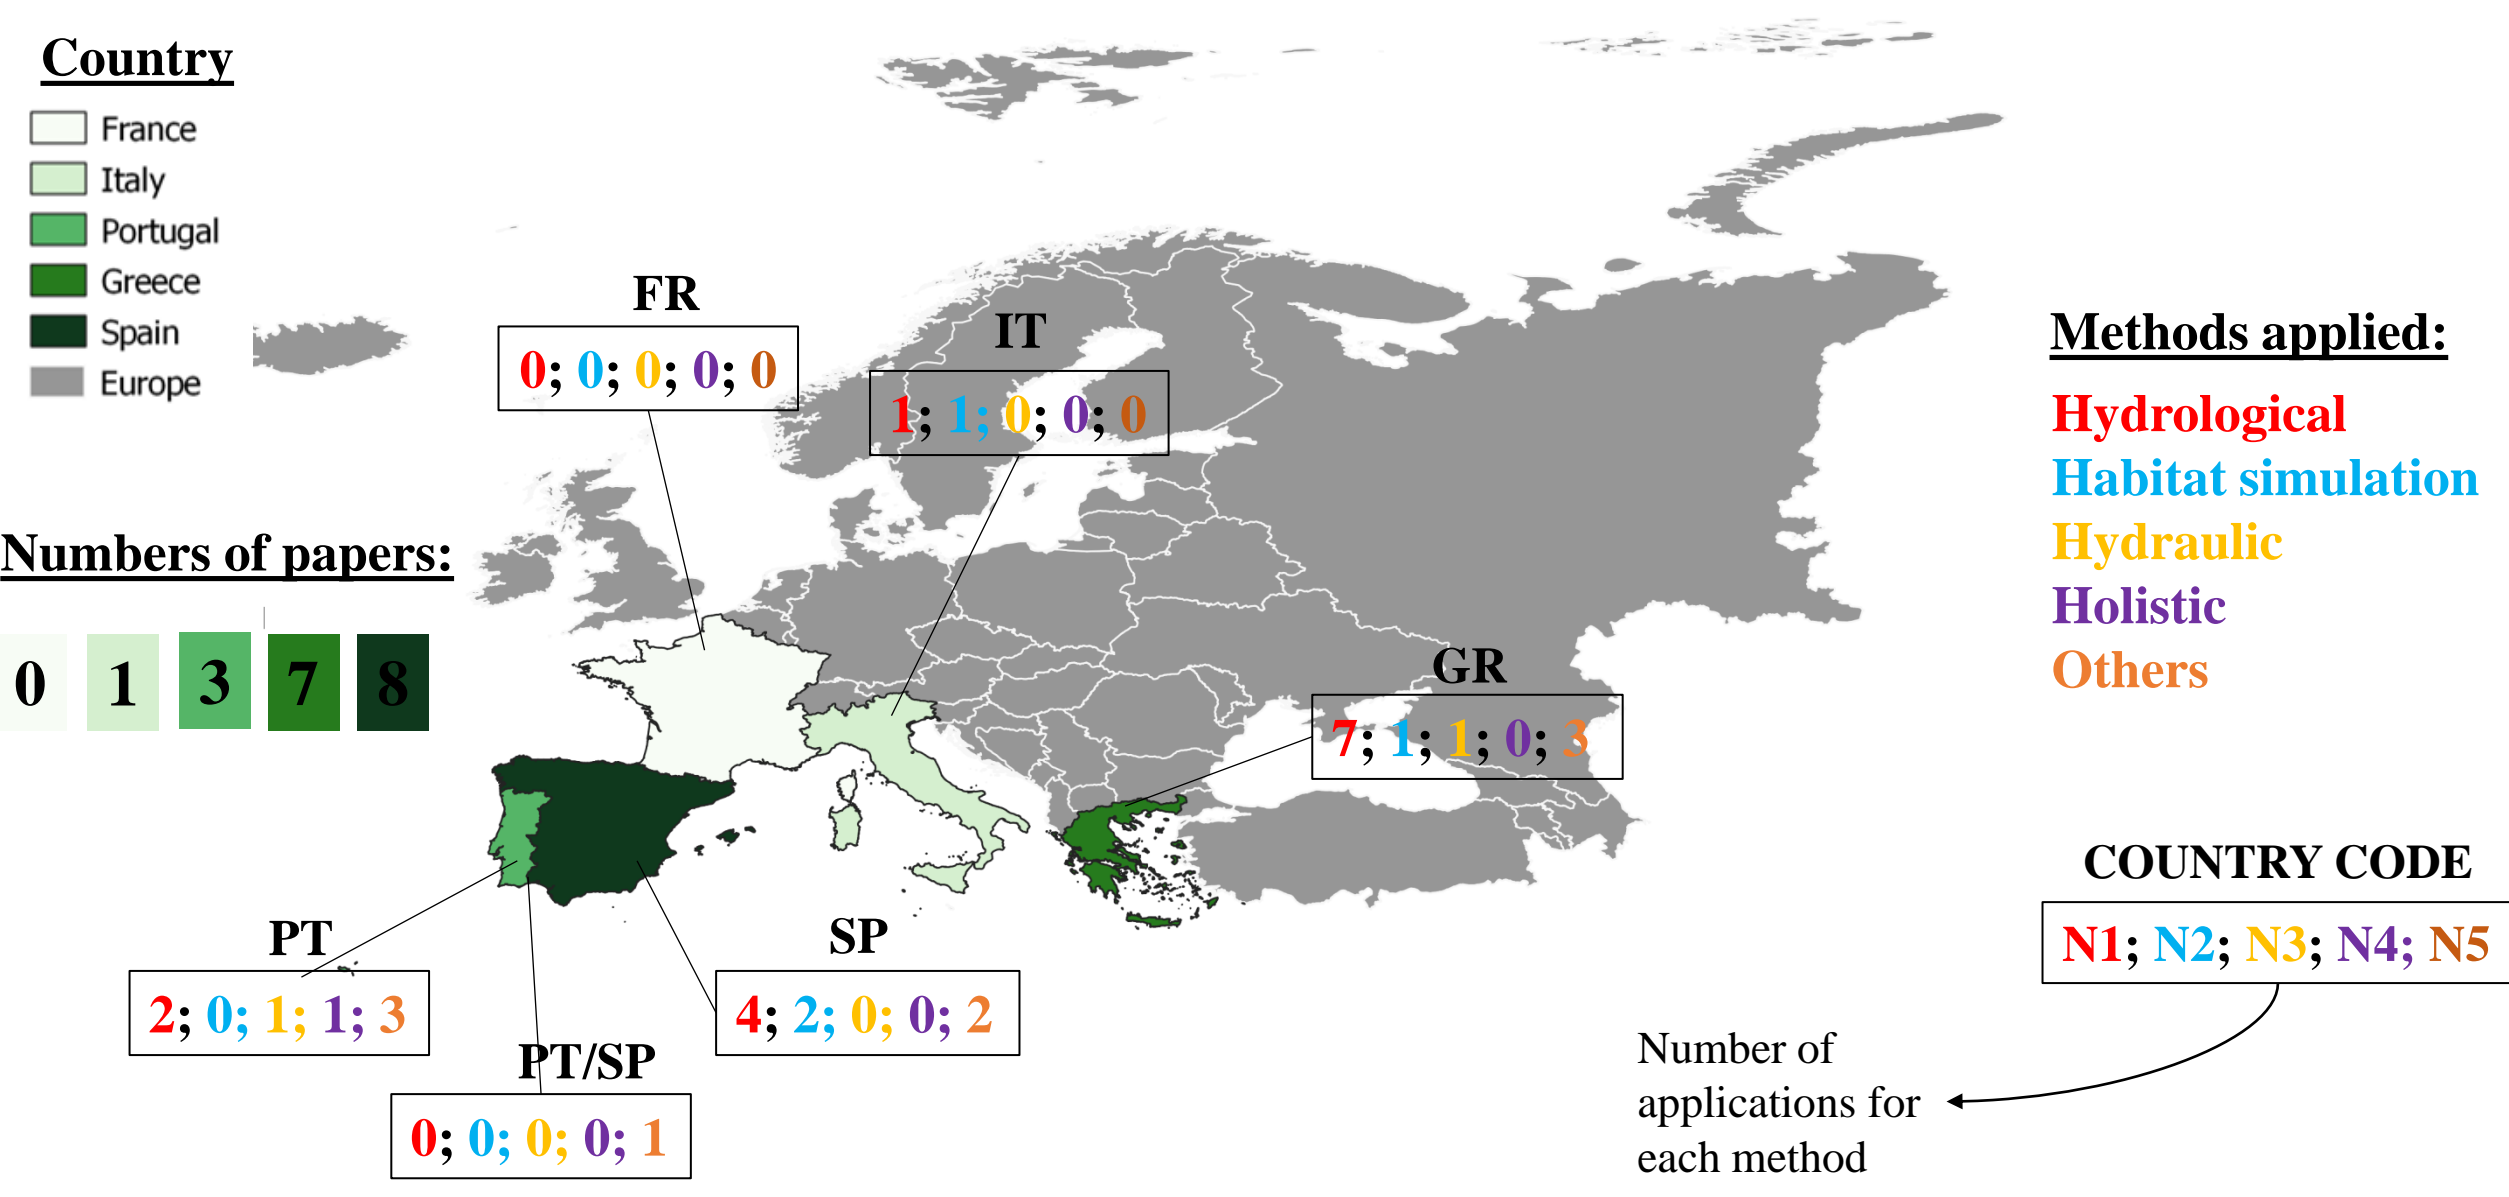 Country
France
Italy
Portugal
Greece
Spain
Europe
Numbers of papers:
0 1 3 7 8
FR
0; 0; 0; 0; 0
IT
1; 1; 0; 0; 0
GR
7; 1; 1; 0; 3
PT
2; 0; 1; 1; 3
SP
4; 2; 0; 0; 2
PT/SP
0; 0; 0; 0; 1
Methods applied:
Hydrological
Habitat simulation
Hydraulic
Holistic
Others
COUNTRY CODE
N1; N2; N3; N4; N5
Number of
applications for
each method